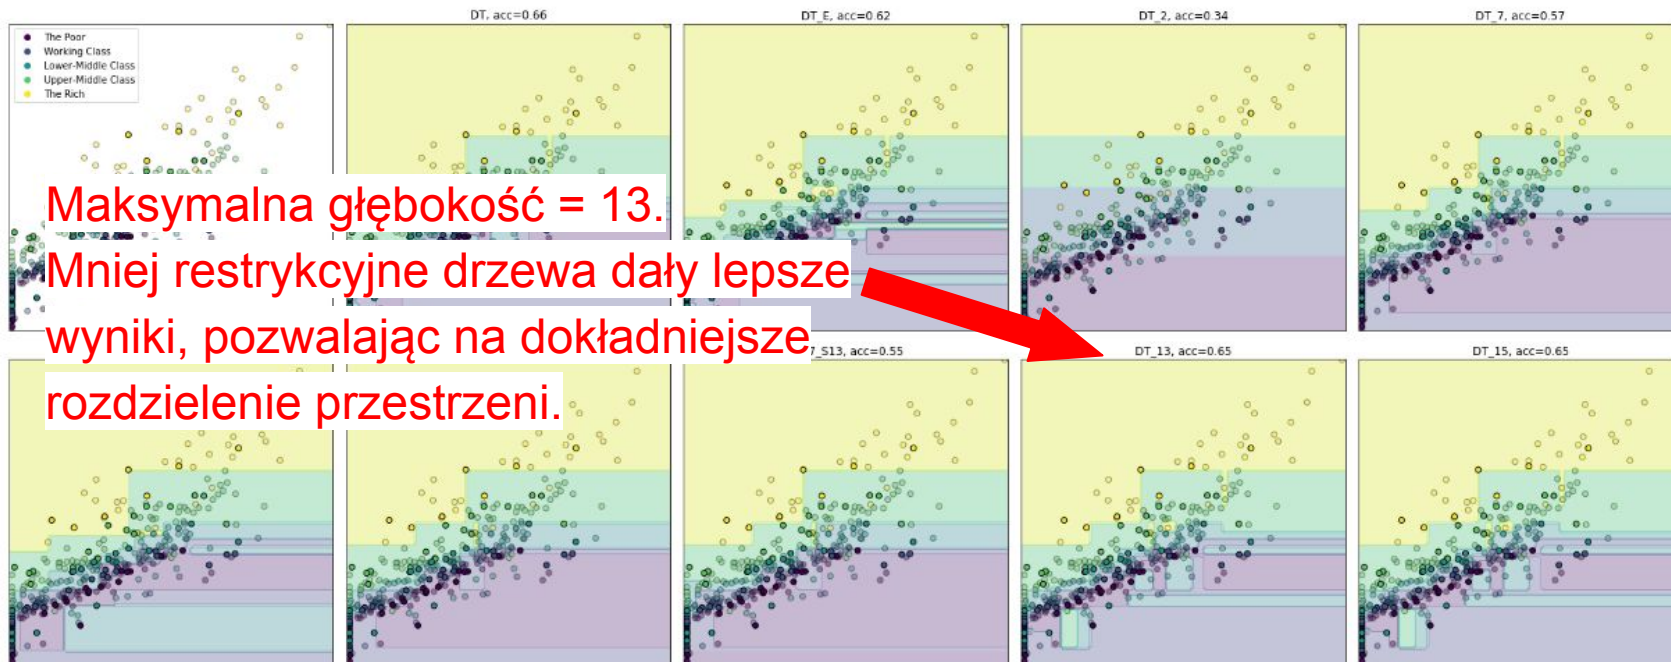 DT, acc=0.66
DT_E, acc=0.62
DT_2, acc=0.34
DT_7, acc=0.57
The Poor
Working Class
Lower-Middle Class
Upper-Middle Class
The Rich
Maksymalna głębokość = 13.
Mniej restrykcyjne drzewa dały lepsze
wyniki, pozwalając na dokładniejsze
rozdzielenie przestrzeni.
7_S13, acc=0.55
DT_13, acc=0.65
DT_15, acc=0.65